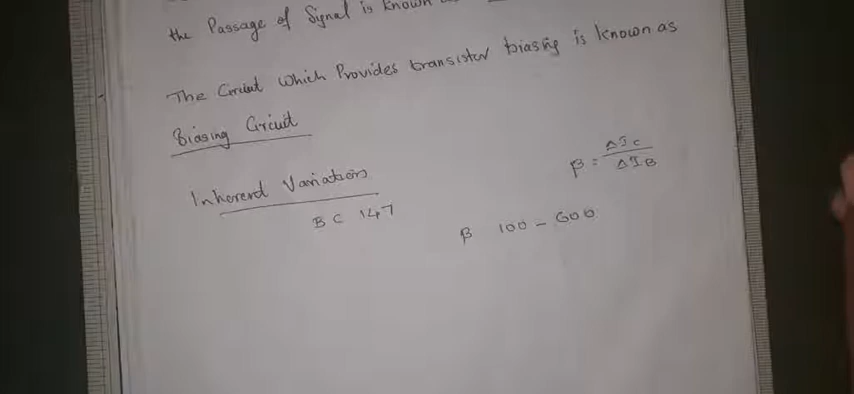 the Passage of Signal is known
The Circuit which Provides transistor biasing is known as
Biasing Circuit
Inherent Variations
β = ΔIC / ΔIB
BC 147
β 100 - 600